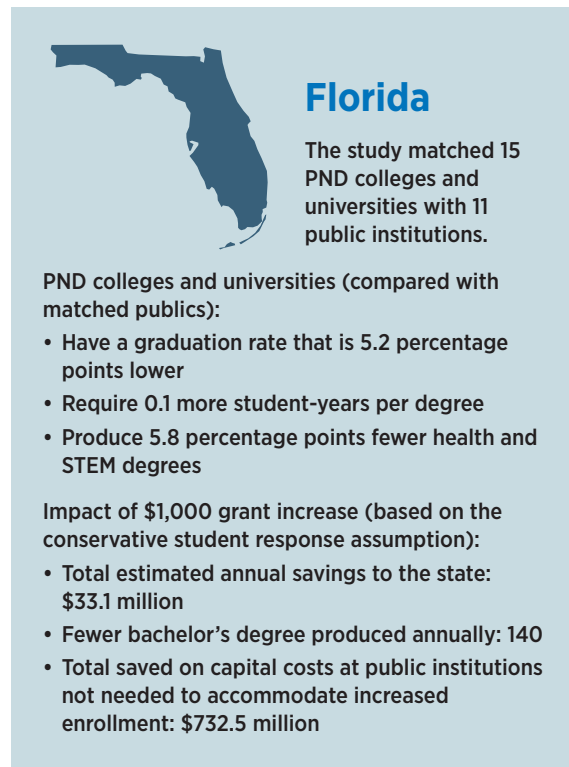 Florida
The study matched 15
PND colleges and
universities with 11
public institutions.
PND colleges and universities (compared with
matched publics):
• Have a graduation rate that is 5.2 percentage
points lower
• Require 0.1 more student-years per degree
• Produce 5.8 percentage points fewer health and
STEM degrees
Impact of $1,000 grant increase (based on the
conservative student response assumption):
• Total estimated annual savings to the state:
$33.1 million
• Fewer bachelor’s degree produced annually: 140
• Total saved on capital costs at public institutions
not needed to accommodate increased
enrollment: $732.5 million